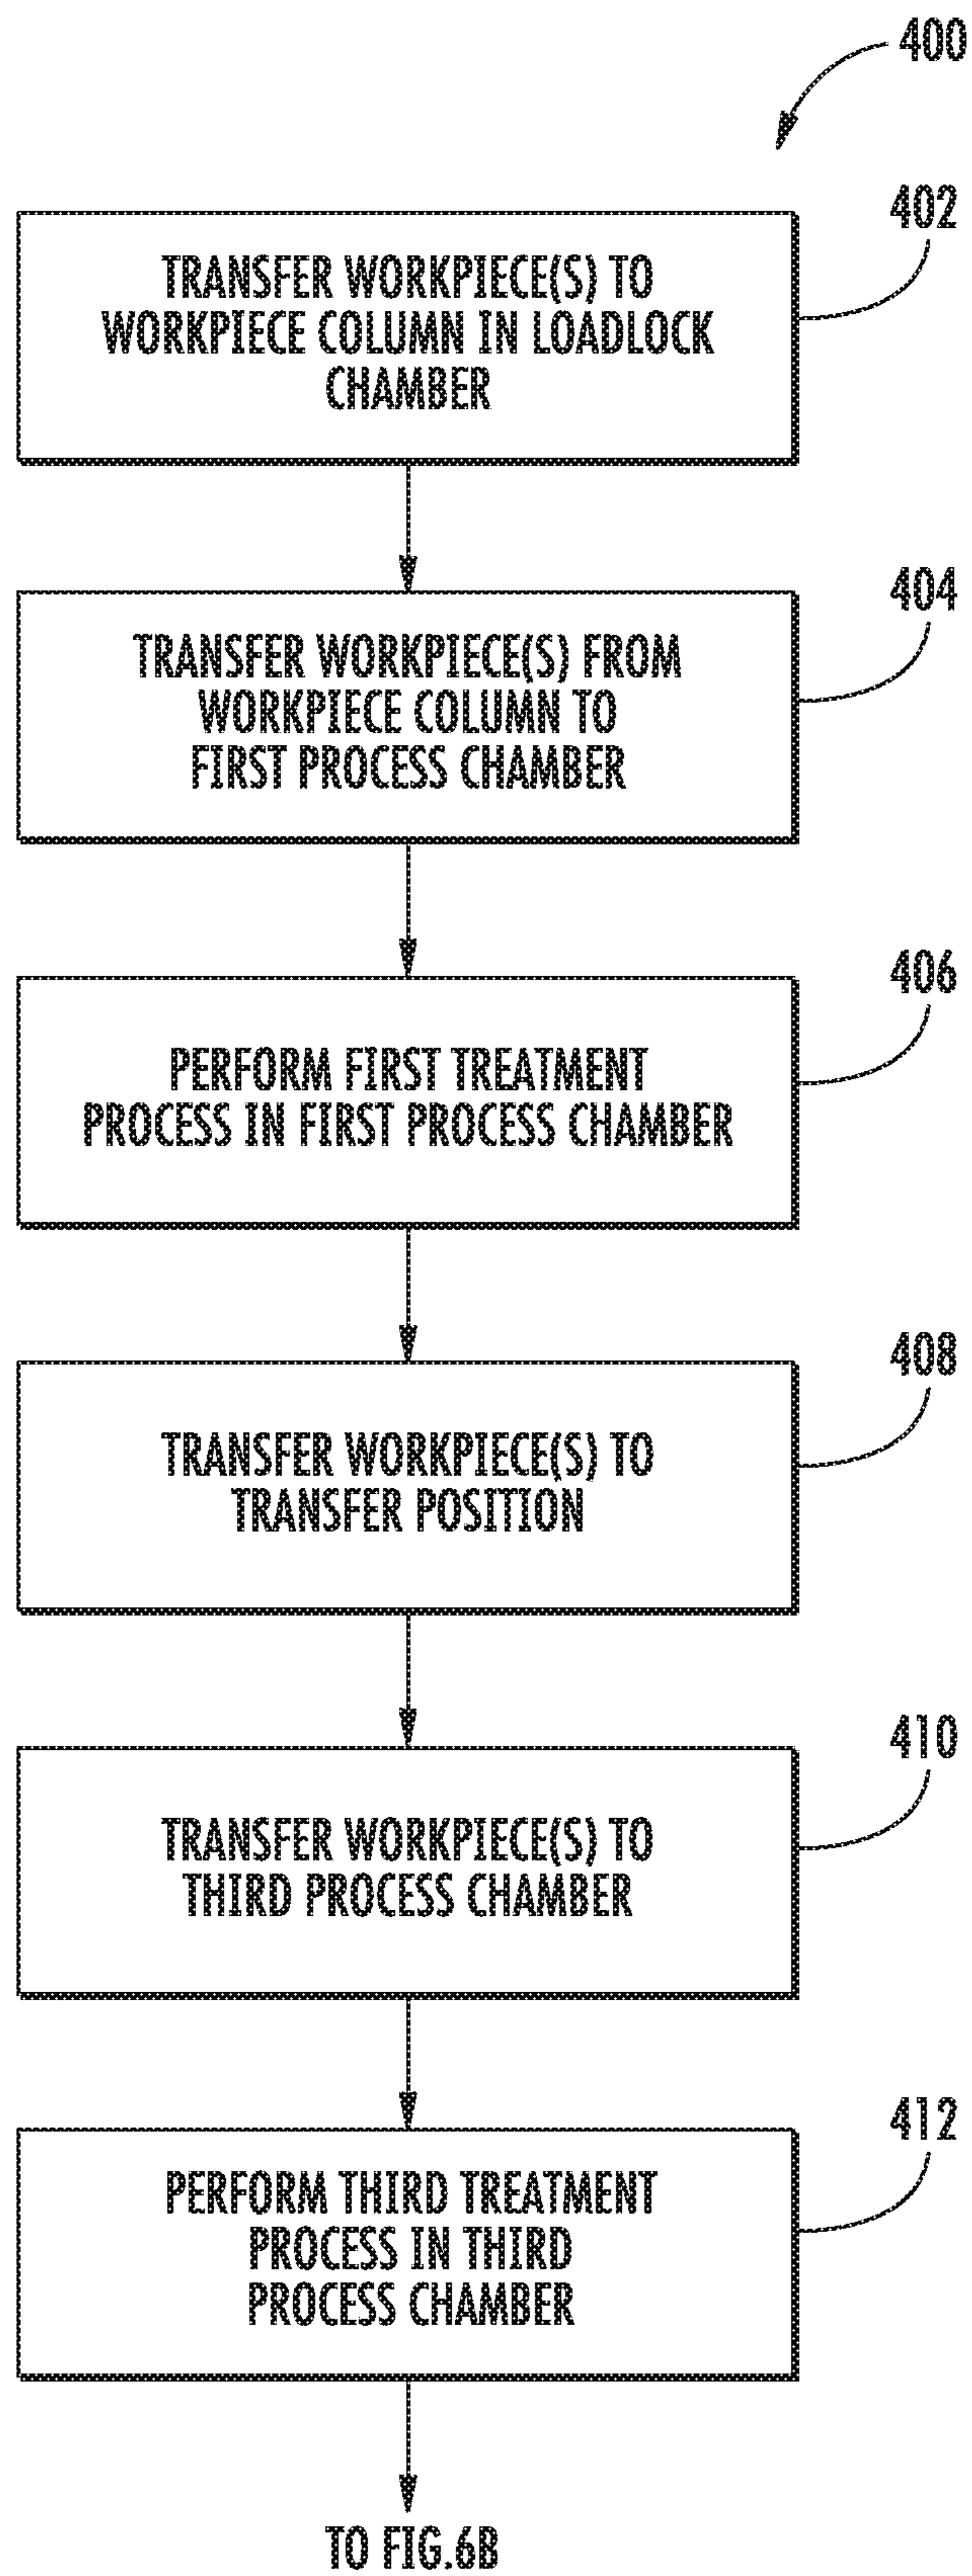 400
402
TRANSFER WORKPIECE(S) TO
WORKPIECE COLUMN IN LOADLOCK
CHAMBER
404
TRANSFER WORKPIECE(S) FROM
WORKPIECE COLUMN TO
FIRST PROCESS CHAMBER
406
PERFORM FIRST TREATMENT
PROCESS IN FIRST PROCESS CHAMBER
408
TRANSFER WORKPIECE(S) TO
TRANSFER POSITION
410
TRANSFER WORKPIECE(S) TO
THIRD PROCESS CHAMBER
412
PERFORM THIRD TREATMENT
PROCESS IN THIRD
PROCESS CHAMBER
TO FIG.6B